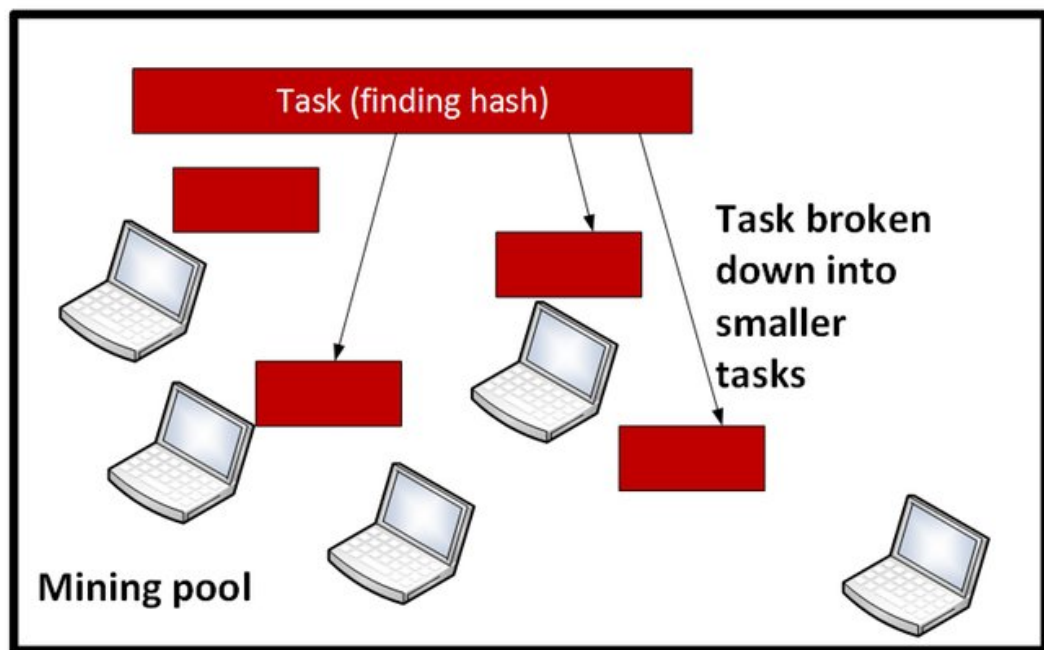 Task (finding hash)
Task broken
down into
smaller
tasks
Mining pool